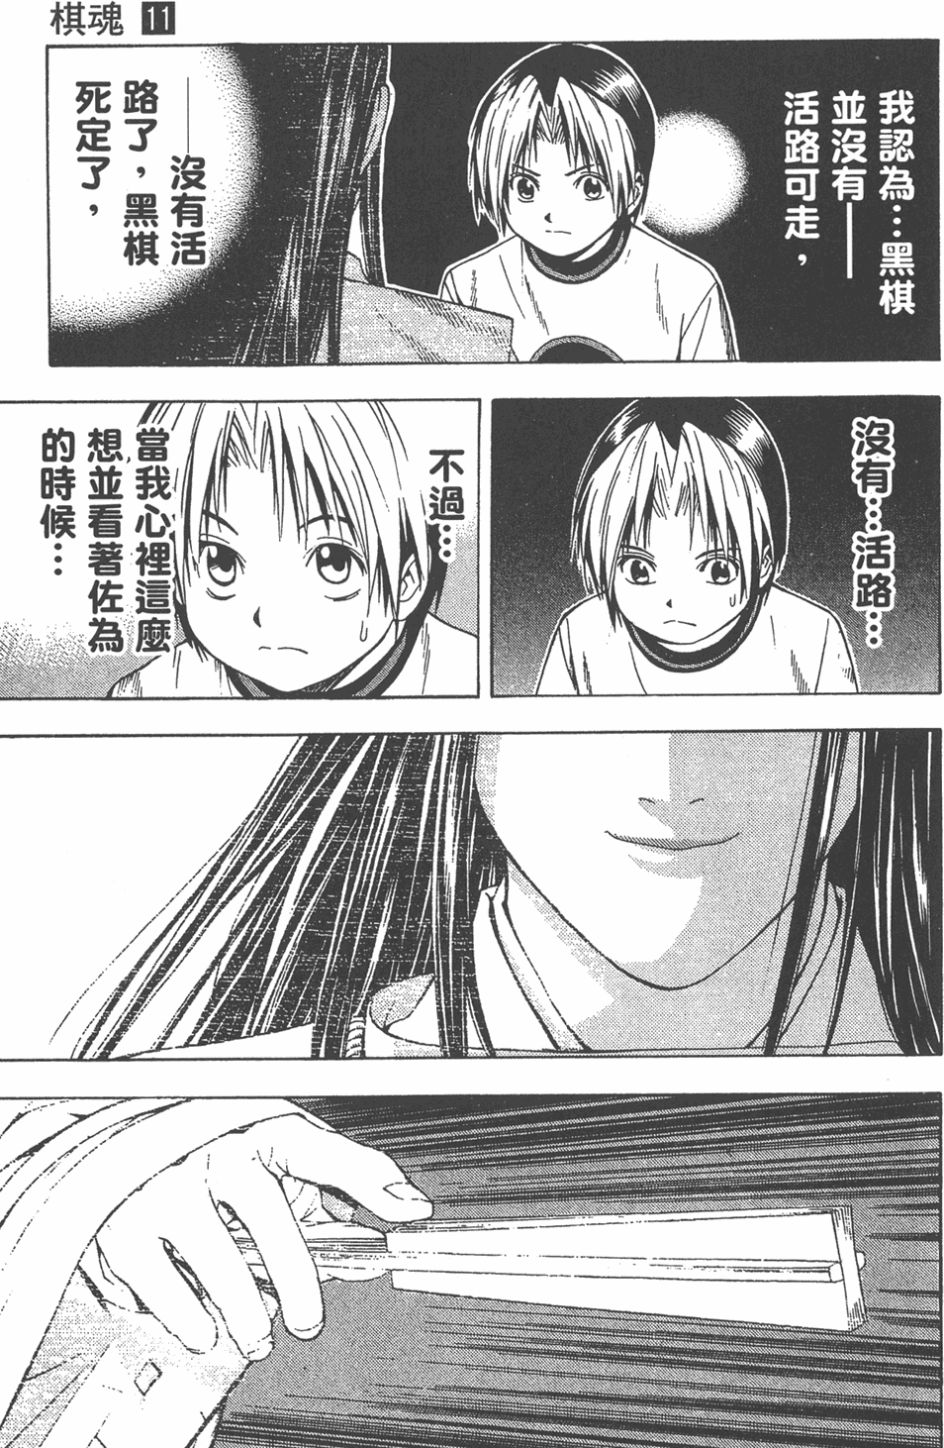 棋魂 11
我認為…黑棋
並沒有——
活路可走，
——沒有活
路了，黑棋
死定了，
沒有…活路…
不過…
當我心裡這麼
想並看著佐為
的時候…